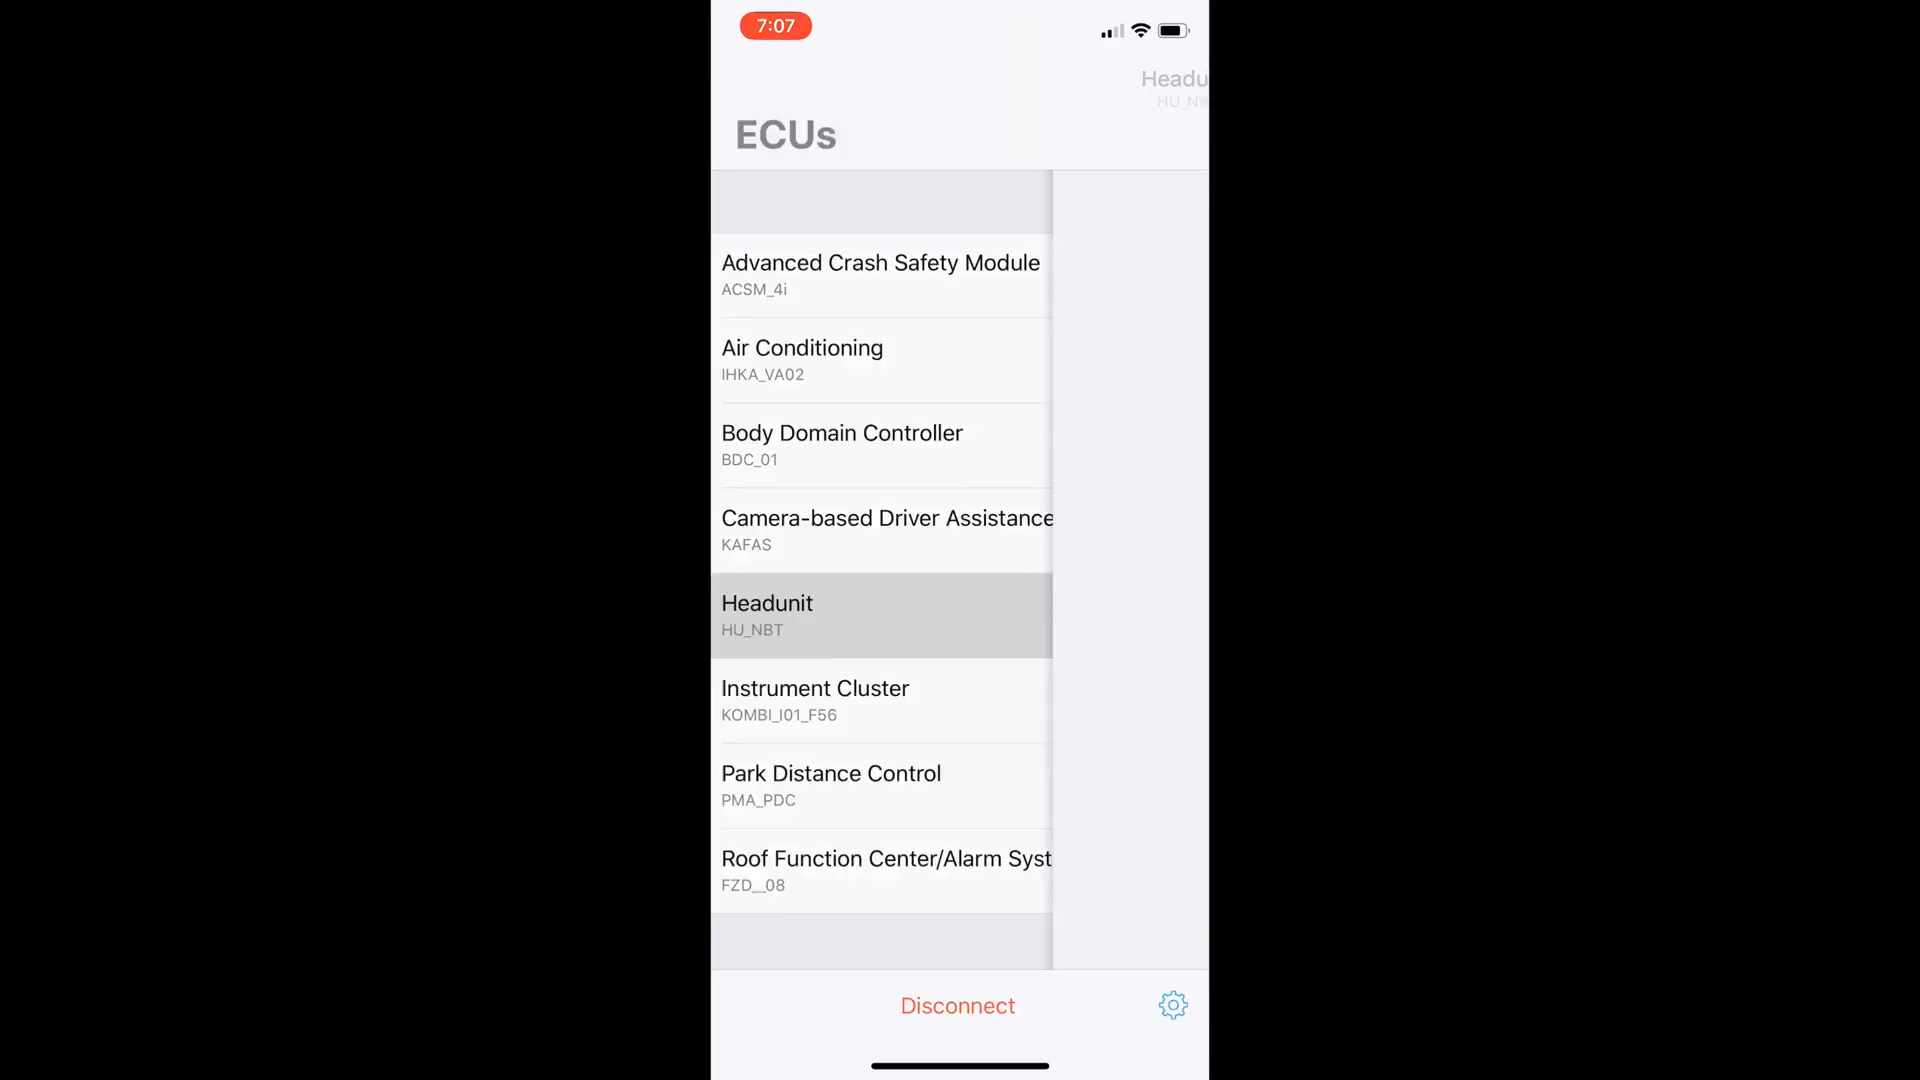 7:07
Headu
HU_N
ECUs
Advanced Crash Safety Module
ACSM_4i
Air Conditioning
IHKA_VA02
Body Domain Controller
BDC_01
Camera-based Driver Assistance
KAFAS
Headunit
HU_NBT
Instrument Cluster
KOMBI_I01_F56
Park Distance Control
PMA_PDC
Roof Function Center/Alarm Syst
FZD__08
Disconnect